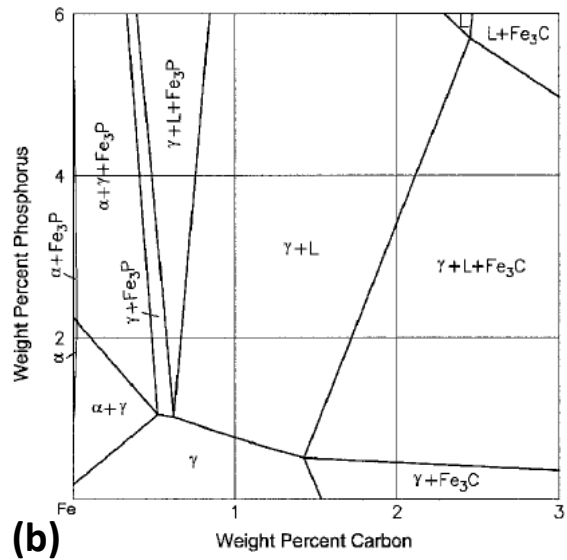 6
L
L+Fe₃C
γ+L+Fe₃P
α+γ+Fe₃P
4
Weight Percent Phosphorus
α+Fe₃P
γ+L
γ+L+Fe₃C
γ+Fe₃P
2
α
α+γ
γ
γ+Fe₃C
Fe
1
2
3
(b)
Weight Percent Carbon